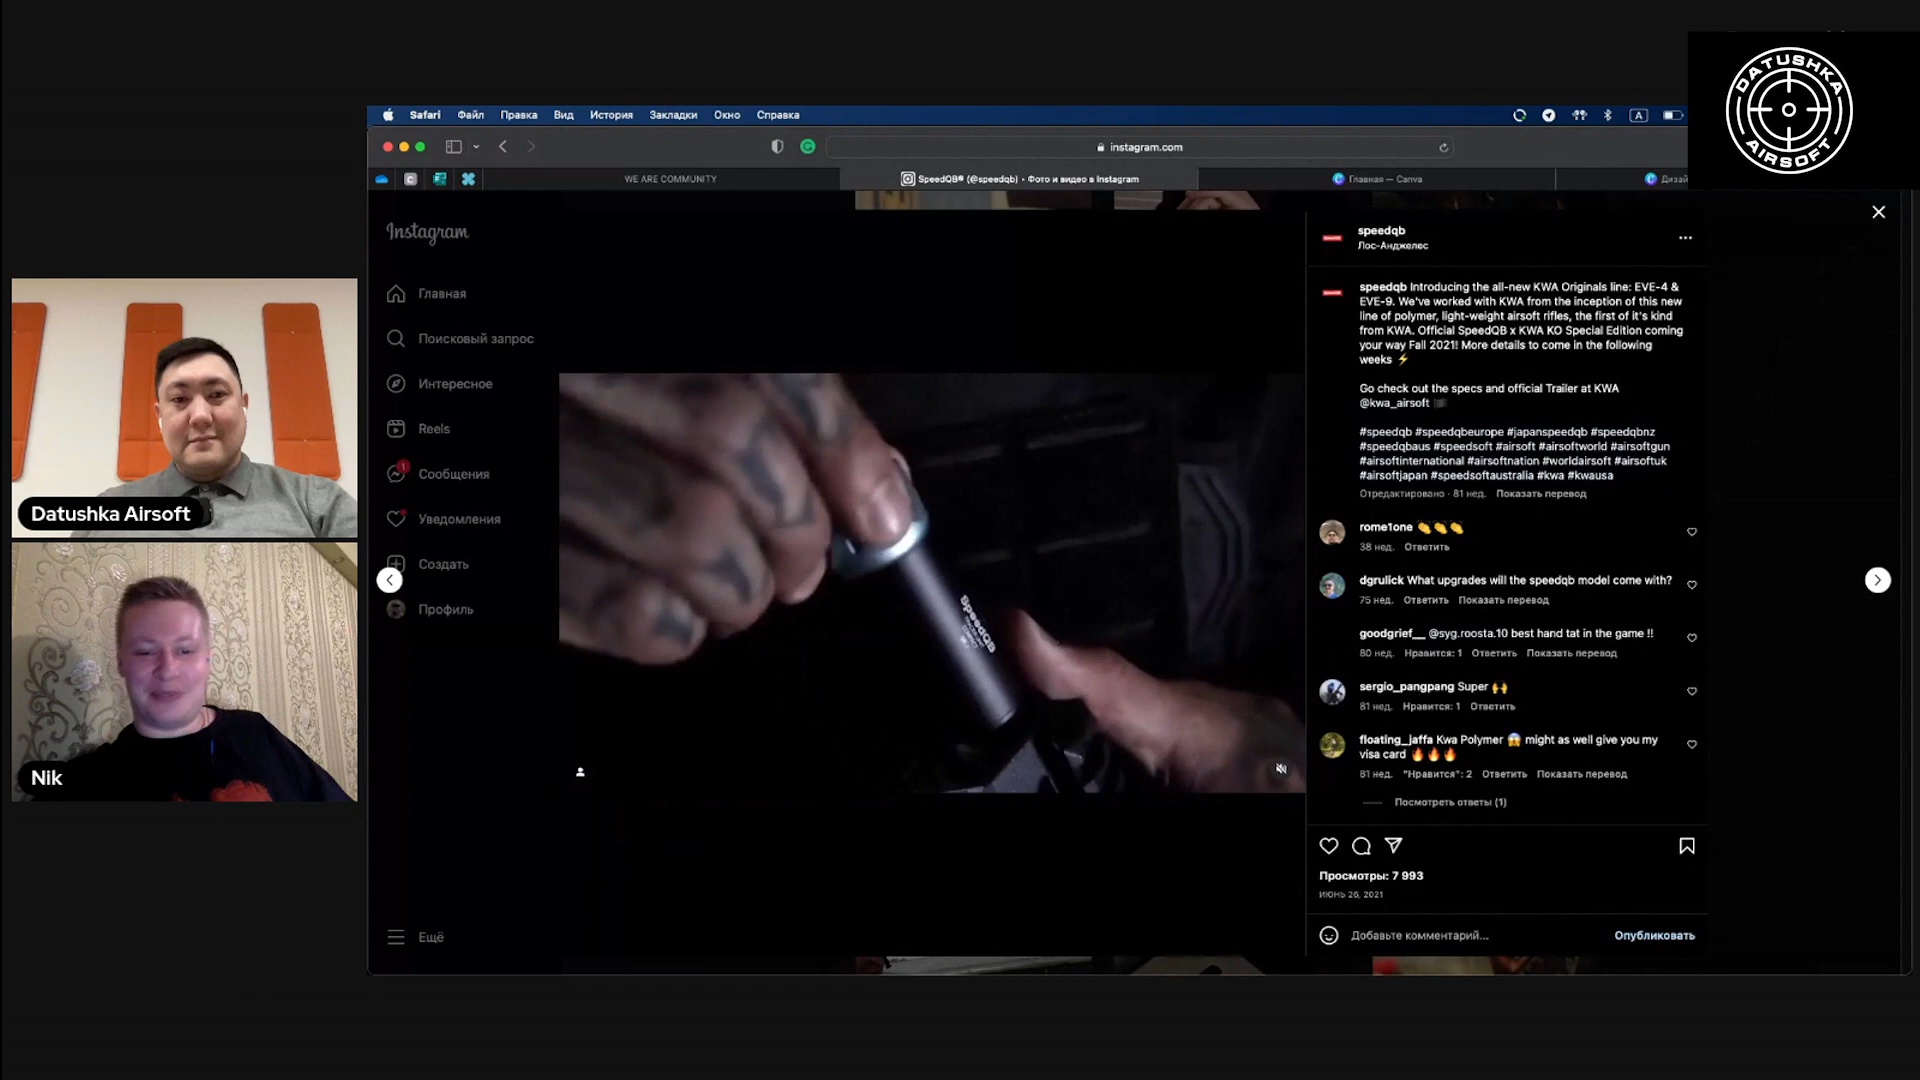 DATUSHKA
AIRSOFT
Safari Файл Правка Вид История Закладки Окно Справка
A
instagram.com
C
WE ARE COMMUNITY
SpeedQB® (@speedqb) • Фото и видео в Instagram
Главная — Canva
Дизай
Instagram
Главная
Поисковый запрос
Интересное
Reels
1
Сообщения
Уведомления
Создать
Профиль
Ещё
Datushka Airsoft
Nik
SpeedQB
speedqb
Лос-Анджелес
speedqb Introducing the all-new KWA Originals line: EVE-4 &
EVE-9. We've worked with KWA from the inception of this new
line of polymer, light-weight airsoft rifles, the first of it's kind
from KWA. Official SpeedQB x KWA KO Special Edition coming
your way Fall 2021! More details to come in the following
weeks ⚡
Go check out the specs and official Trailer at KWA
@kwa_airsoft
#speedqb #speedqbeurope #japanspeedqb #speedqbnz
#speedqbaus #speedsoft #airsoft #airsoftworld #airsoftgun
#airsoftinternational #airsoftnation #worldairsoft #airsoftuk
#airsoftjapan #speedsoftaustralia #kwa #kwausa
Отредактировано · 81 нед. Показать перевод
rome1one 👏👏👏
38 нед. Ответить
dgrulick What upgrades will the speedqb model come with?
75 нед. Ответить Показать перевод
goodgrief__ @syg.roosta.10 best hand tat in the game !!
80 нед. Нравится: 1 Ответить Показать перевод
sergio_pangpang Super 🙌
81 нед. Нравится: 1 Ответить
floating_jaffa Kwa Polymer 😱 might as well give you my
visa card 🔥🔥🔥
81 нед. "Нравится": 2 Ответить Показать перевод
Посмотреть ответы (1)
Просмотры: 7 993
ИЮНЬ 26, 2021
Добавьте комментарий...
Опубликовать